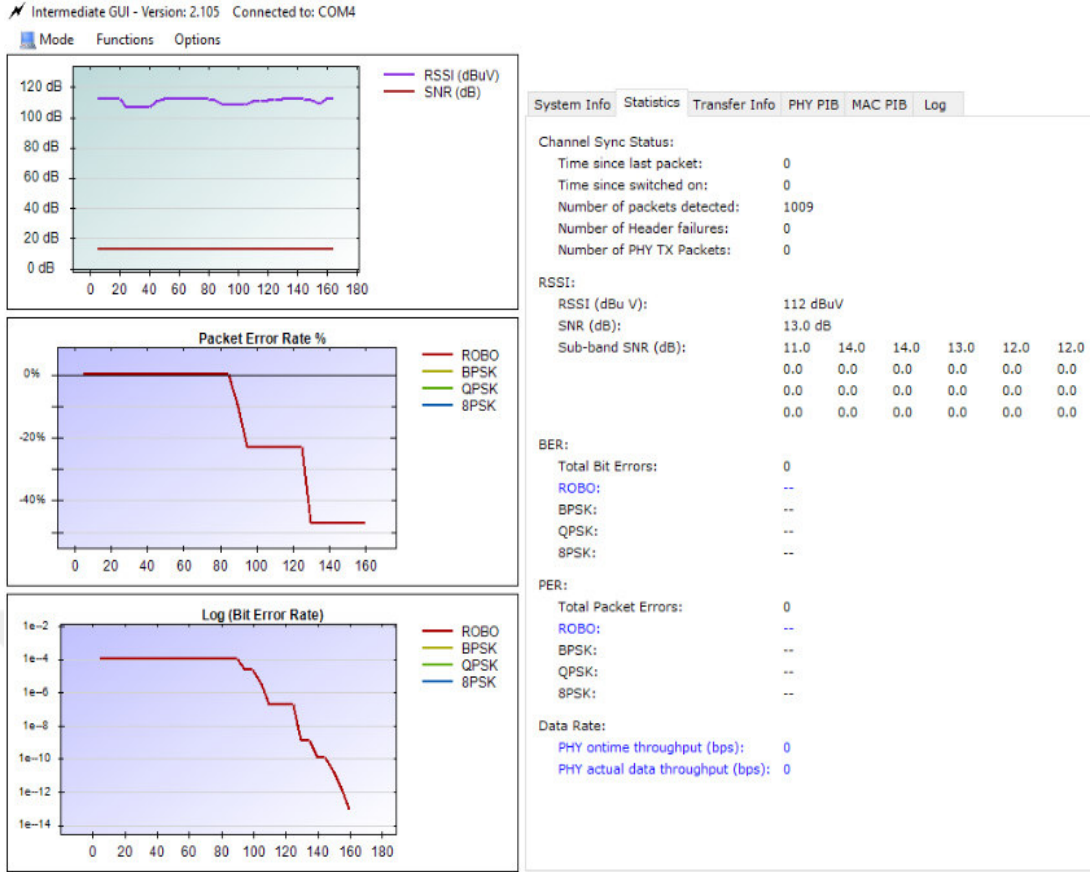 Intermediate GUI - Version: 2.105 Connected to: COM4
Mode Functions Options
120 dB
100 dB
80 dB
60 dB
40 dB
20 dB
0 dB
0 20 40 60 80 100 120 140 160 180
RSSI (dBuV)
SNR (dB)
Packet Error Rate %
0%
-20%
-40%
0 20 40 60 80 100 120 140 160
ROBO
BPSK
QPSK
8PSK
Log (Bit Error Rate)
1e-2
1e-4
1e-6
1e-8
1e--10
1e--12
1e--14
0 20 40 60 80 100 120 140 160 180
ROBO
BPSK
QPSK
8PSK
System Info Statistics Transfer Info PHY PIB MAC PIB Log
Channel Sync Status:
Time since last packet: 0
Time since switched on: 0
Number of packets detected: 1009
Number of Header failures: 0
Number of PHY TX Packets: 0
RSSI:
RSSI (dBu V): 112 dBuV
SNR (dB): 13.0 dB
Sub-band SNR (dB): 11.0 14.0 14.0 13.0 12.0 12.0
0.0 0.0 0.0 0.0 0.0 0.0
0.0 0.0 0.0 0.0 0.0 0.0
0.0 0.0 0.0 0.0 0.0 0.0
BER:
Total Bit Errors: 0
ROBO: --
BPSK: --
QPSK: --
8PSK: --
PER:
Total Packet Errors: 0
ROBO: --
BPSK: --
QPSK: --
8PSK: --
Data Rate:
PHY ontime throughput (bps): 0
PHY actual data throughput (bps): 0